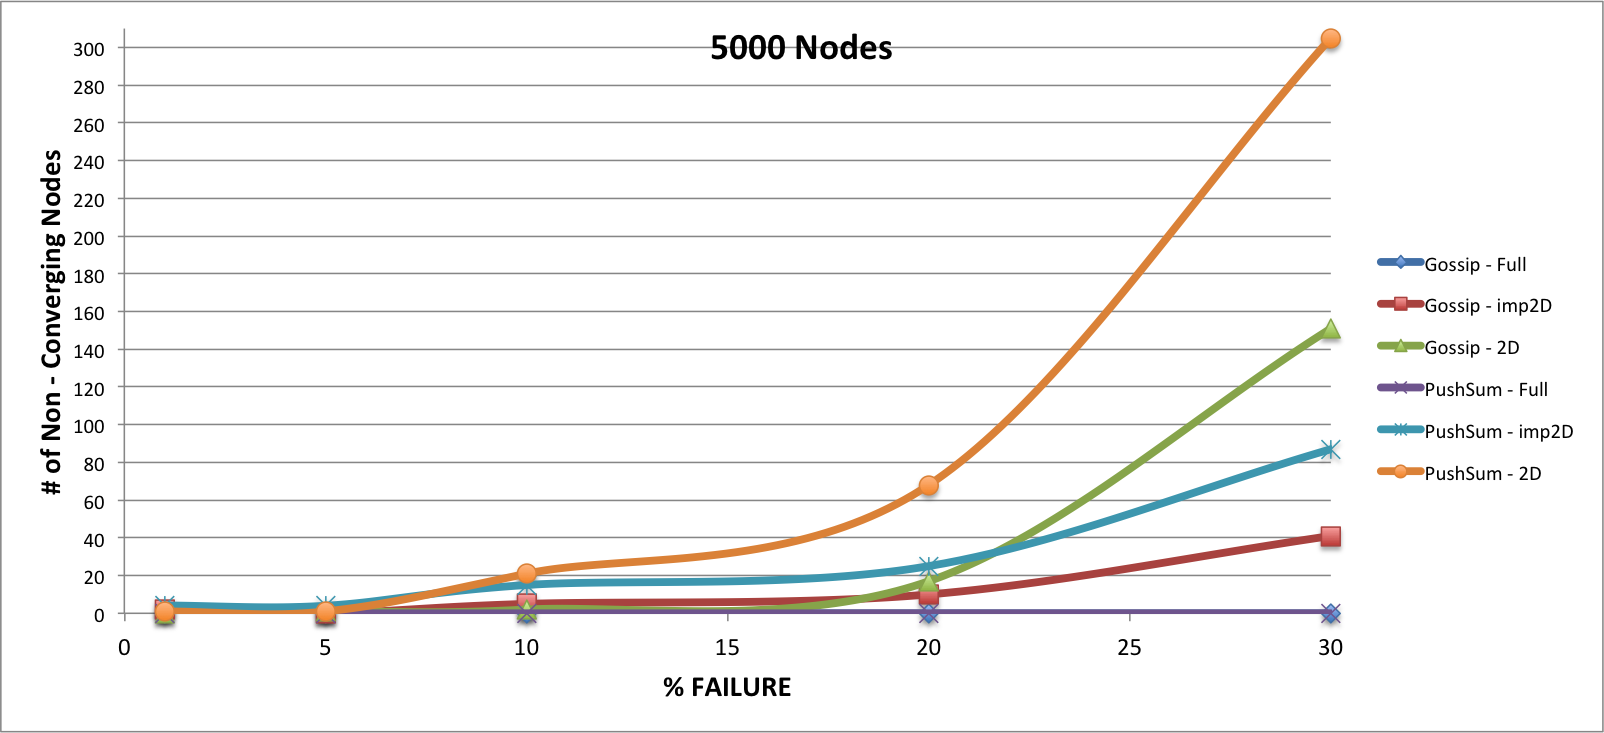 5000 Nodes
# of Non - Converging Nodes
300
280
260
240
220
200
180
160
140
120
100
80
60
40
20
0
0 5 10 15 20 25 30
% FAILURE
Gossip - Full
Gossip - imp2D
Gossip - 2D
PushSum - Full
PushSum - imp2D
PushSum - 2D